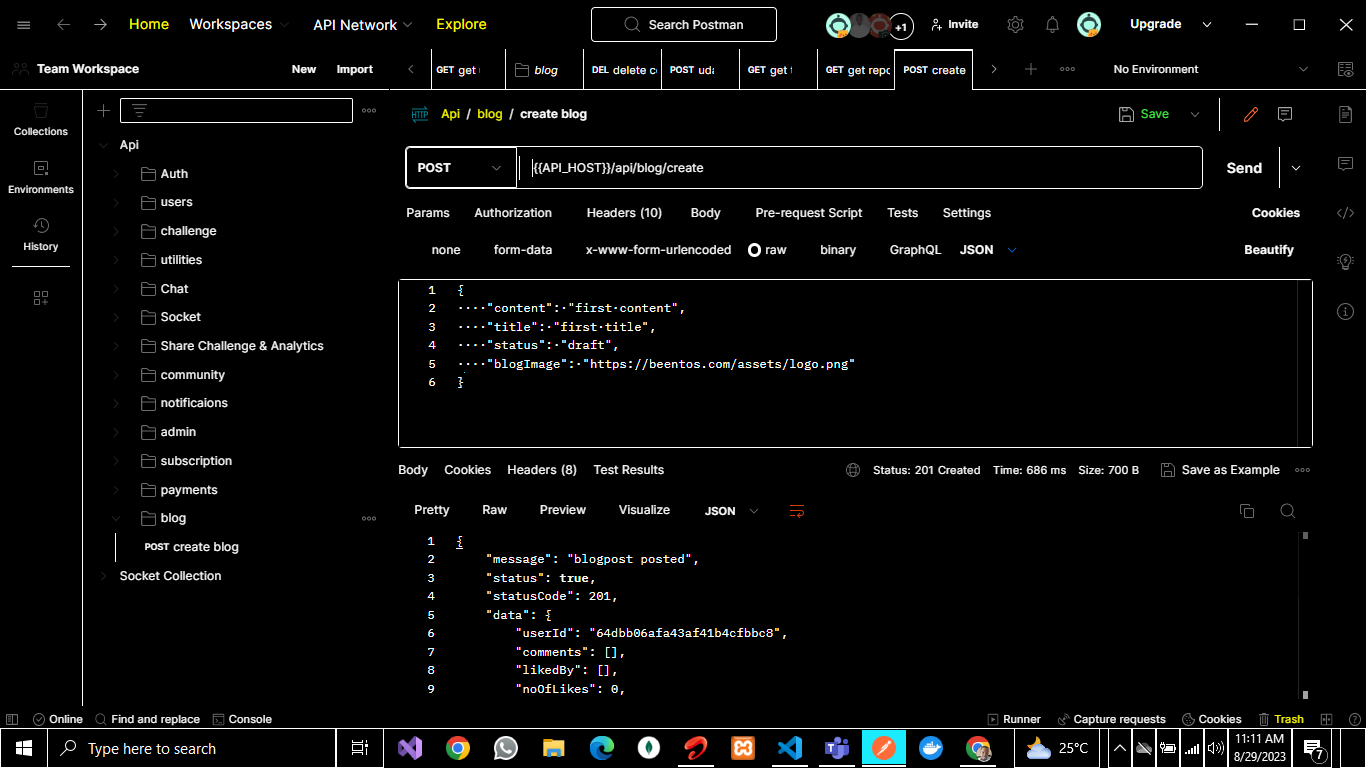 Home Workspaces API Network Explore Search Postman +1 Invite Upgrade
Team Workspace New Import GET get blog DEL delete c POST uda GET get GET get repo POST create No Environment
Collections
Environments
History
Api
Auth
users
challenge
utilities
Chat
Socket
Share Challenge & Analytics
community
notificaions
admin
subscription
payments
blog
POST create blog
Socket Collection
HTTP Api / blog / create blog Save
POST {{API_HOST}}/api/blog/create Send
Params Authorization Headers (10) Body Pre-request Script Tests Settings Cookies
none form-data x-www-form-urlencoded raw binary GraphQL JSON Beautify
1 {
2 ····"content":·"first·content",
3 ····"title":·"first·title",
4 ····"status":·"draft",
5 ····"blogImage":·"https://beentos.com/assets/logo.png"
6 }
Body Cookies Headers (8) Test Results Status: 201 Created Time: 686 ms Size: 700 B Save as Example
Pretty Raw Preview Visualize JSON
1 {
2 "message": "blogpost posted",
3 "status": true,
4 "statusCode": 201,
5 "data": {
6 "userId": "64dbb06afa43af41b4cfbbc8",
7 "comments": [],
8 "likedBy": [],
9 "noOfLikes": 0,
Online Find and replace Console Runner Capture requests Cookies Trash
Type here to search 25°C 11:11 AM
8/29/2023 7